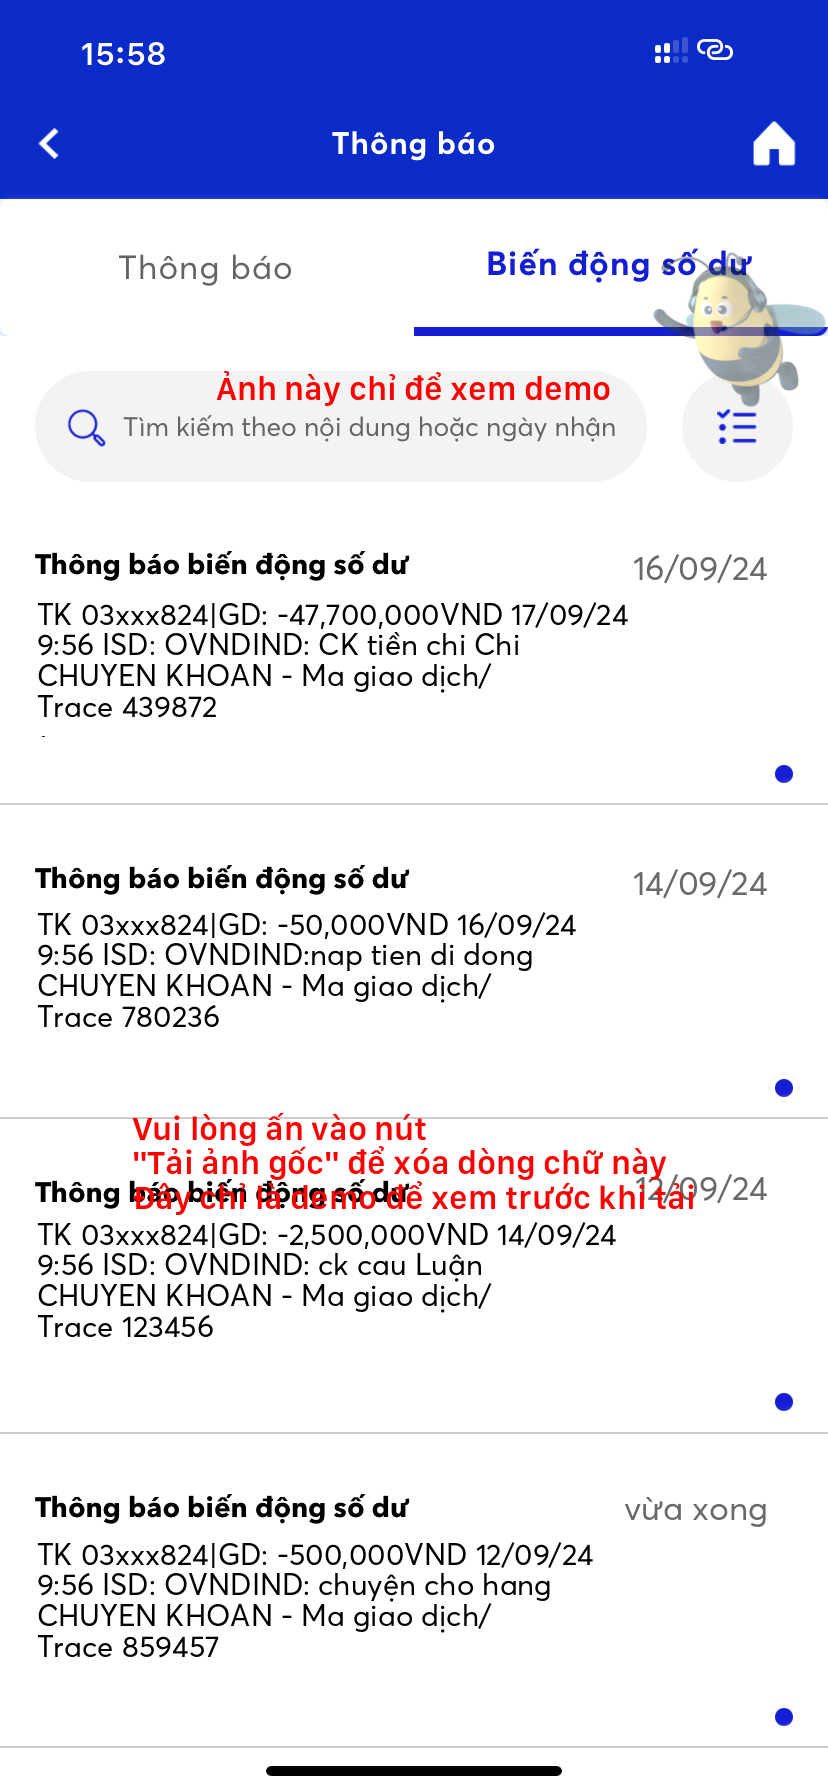 15:58
Thông báo
Thông báo
Biến động số dư
Ảnh này chỉ để xem demo
Tìm kiếm theo nội dung hoặc ngày nhận
Thông báo biến động số dư
16/09/24
TK 03xxx824|GD: -47,700,000VND 17/09/24
9:56 ISD: OVNDIND: CK tiền chi Chi
CHUYEN KHOAN - Ma giao dịch/
Trace 439872
Thông báo biến động số dư
14/09/24
TK 03xxx824|GD: -50,000VND 16/09/24
9:56 ISD: OVNDIND:nap tien di dong
CHUYEN KHOAN - Ma giao dịch/
Trace 780236
Vui lòng ấn vào nút
"Tải ảnh gốc" để xóa dòng chữ này
Đây chỉ là demo để xem trước khi tải
Thông báo biến động số dư
12/09/24
TK 03xxx824|GD: -2,500,000VND 14/09/24
9:56 ISD: OVNDIND: ck cau Luận
CHUYEN KHOAN - Ma giao dịch/
Trace 123456
Thông báo biến động số dư
vừa xong
TK 03xxx824|GD: -500,000VND 12/09/24
9:56 ISD: OVNDIND: chuyện cho hang
CHUYEN KHOAN - Ma giao dịch/
Trace 859457